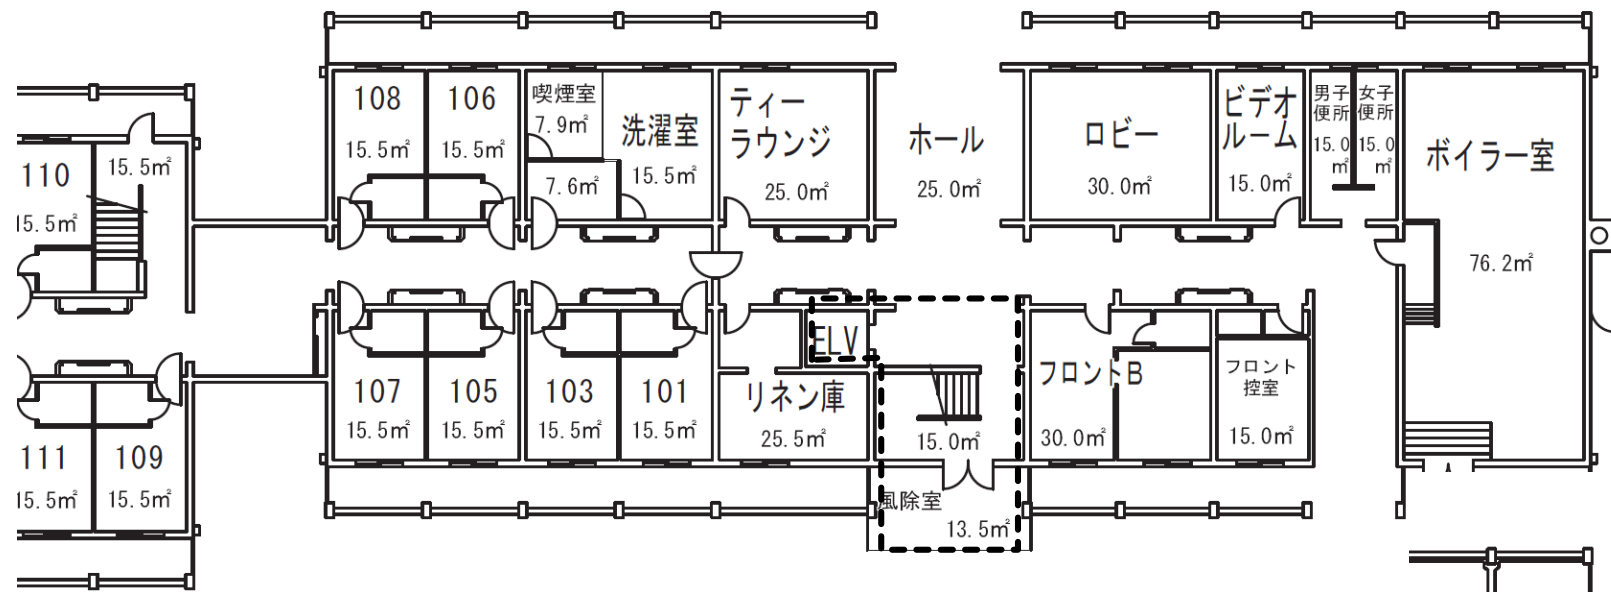 108
15.5㎡
106
15.5㎡
喫煙室
7.9㎡
7.6㎡
洗濯室
15.5㎡
ティー
ラウンジ
25.0㎡
ホール
25.0㎡
ロビー
30.0㎡
ビデオ
ルーム
15.0㎡
男子
便所
15.0
㎡
女子
便所
15.0
㎡
ボイラー室
76.2㎡
15.5㎡
110
15.5㎡
111
15.5㎡
109
15.5㎡
107
15.5㎡
105
15.5㎡
103
15.5㎡
101
15.5㎡
ELV
リネン庫
25.5㎡
15.0㎡
風除室
13.5㎡
フロントB
30.0㎡
フロント
控室
15.0㎡